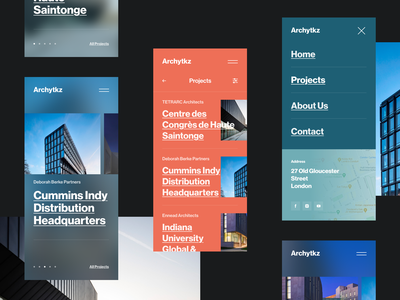 Haute
Saintonge
All Projects
Archytkz
Deborah Berke Partners
Cummins Indy
Distribution
Headquarters
All Projects
Archytkz
Projects
TETRARC Architects
Centre des
Congrès de Haute
Saintonge
Deborah Berke Partners
Cummins Indy
Distribution
Headquarters
Ennead Architects
Indiana
University
Global &
Archytkz
Home
Projects
About Us
Contact
Address
27 Old Gloucester
Street
London
Archytkz